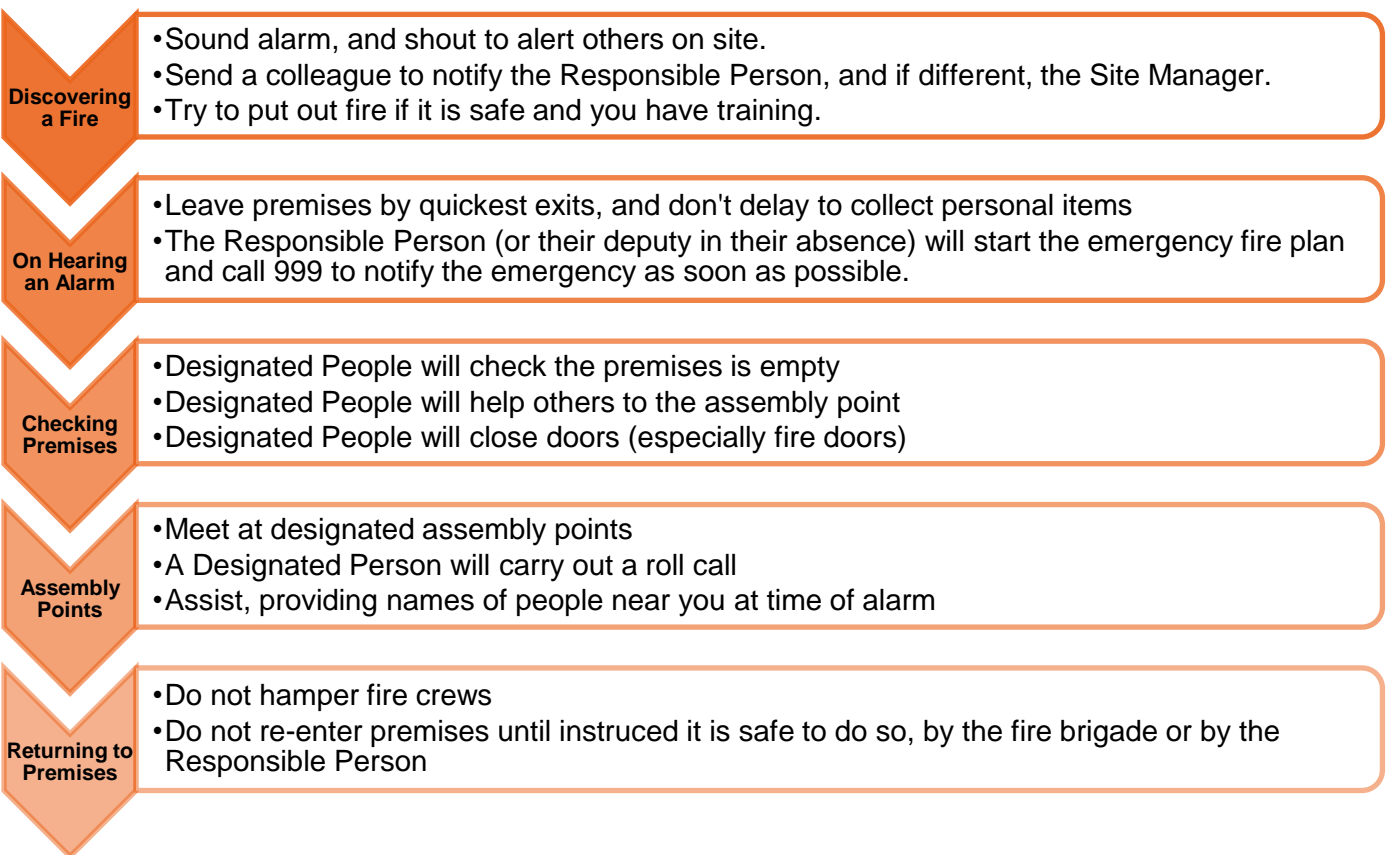 Discovering
a Fire
•Sound alarm, and shout to alert others on site.
•Send a colleague to notify the Responsible Person, and if different, the Site Manager.
•Try to put out fire if it is safe and you have training.
On Hearing
an Alarm
•Leave premises by quickest exits, and don't delay to collect personal items
•The Responsible Person (or their deputy in their absence) will start the emergency fire plan
and call 999 to notify the emergency as soon as possible.
Checking
Premises
•Designated People will check the premises is empty
•Designated People will help others to the assembly point
•Designated People will close doors (especially fire doors)
Assembly
Points
•Meet at designated assembly points
•A Designated Person will carry out a roll call
•Assist, providing names of people near you at time of alarm
Returning to
Premises
•Do not hamper fire crews
•Do not re-enter premises until instruced it is safe to do so, by the fire brigade or by the
Responsible Person